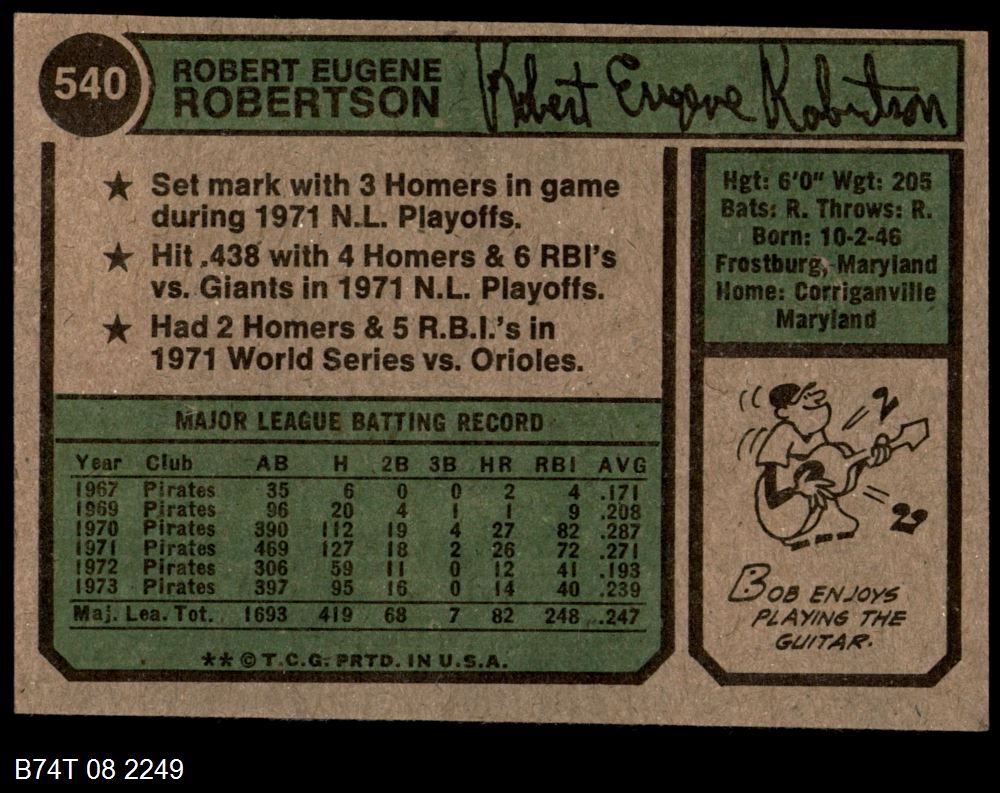 540
ROBERT EUGENE
ROBERTSON
Robert Eugene Robertson
★ Set mark with 3 Homers in game
during 1971 N.L. Playoffs.
★ Hit .438 with 4 Homers & 6 RBI's
vs. Giants in 1971 N.L. Playoffs.
★ Had 2 Homers & 5 R.B.I.'s in
1971 World Series vs. Orioles.
Hgt: 6'0" Wgt: 205
Bats: R. Throws: R.
Born: 10-2-46
Frostburg, Maryland
Home: Corriganville
Maryland
MAJOR LEAGUE BATTING RECORD
Year Club AB H 2B 3B HR RBI AVG
1967 Pirates 35 6 0 0 2 4 .171
1969 Pirates 96 20 4 1 1 9 .208
1970 Pirates 390 112 19 4 27 82 .287
1971 Pirates 469 127 18 2 26 72 .271
1972 Pirates 306 59 11 0 12 41 .193
1973 Pirates 397 95 16 0 14 40 .239
Maj. Lea. Tot. 1693 419 68 7 82 248 .247
** © T.C.G. PRTD. IN U.S.A.
BOB ENJOYS
PLAYING THE
GUITAR.
B74T 08 2249